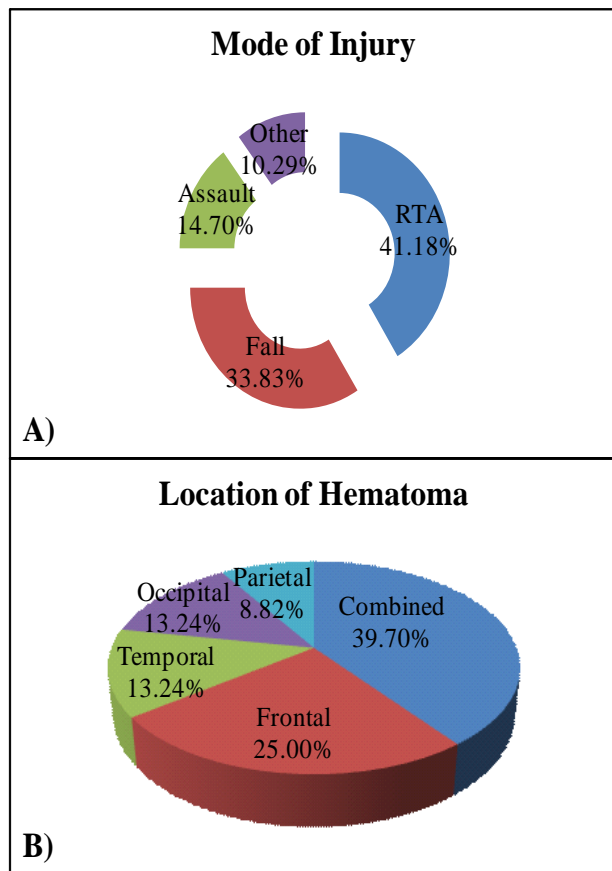 Mode of Injury
Other
10.29%
Assault
14.70%
RTA
41.18%
Fall
33.83%
A)
Location of Hematoma
Parietal
8.82%
Occipital
13.24%
Combined
39.70%
Temporal
13.24%
Frontal
25.00%
B)